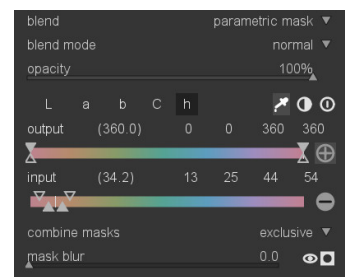 blend parametric mask
blend mode normal
opacity 100%
L a b C h
output (360.0) 0 0 360 360
input (34.2) 13 25 44 54
combine masks exclusive
mask blur 0.0